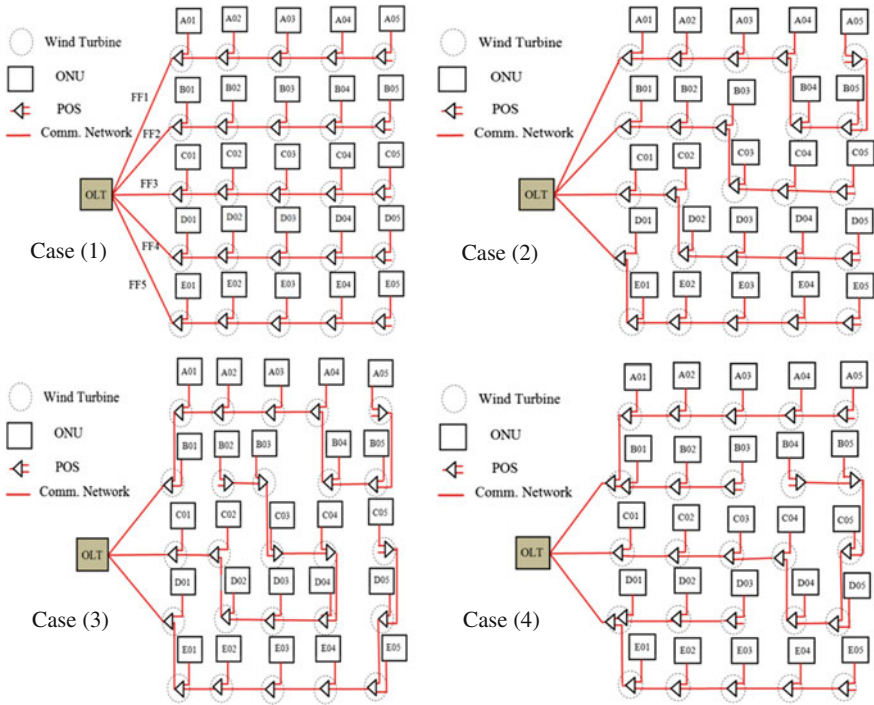 A01 A02 A03 A04 A05
Wind Turbine
ONU
POS
Comm. Network
B01 B02 B03 B04 B05
FF1
FF2
C01 C02 C03 C04 C05
FF3
OLT
D01 D02 D03 D04 D05
FF4
Case (1)
E01 E02 E03 E04 E05
FF5
A01 A02 A03 A04 A05
Wind Turbine
ONU
POS
Comm. Network
B01 B02 B03 B04 B05
C01 C02 C03 C04 C05
OLT
D01 D02 D03 D04 D05
Case (2)
E01 E02 E03 E04 E05
A01 A02 A03 A04 A05
Wind Turbine
ONU
POS
Comm. Network
B01 B02 B03 B04 B05
C01 C02 C03 C04 C05
OLT
D01 D02 D03 D04 D05
Case (3)
E01 E02 E03 E04 E05
A01 A02 A03 A04 A05
Wind Turbine
ONU
POS
Comm. Network
B01 B02 B03 B04 B05
C01 C02 C03 C04 C05
OLT
D01 D02 D03 D04 D05
Case (4)
E01 E02 E03 E04 E05